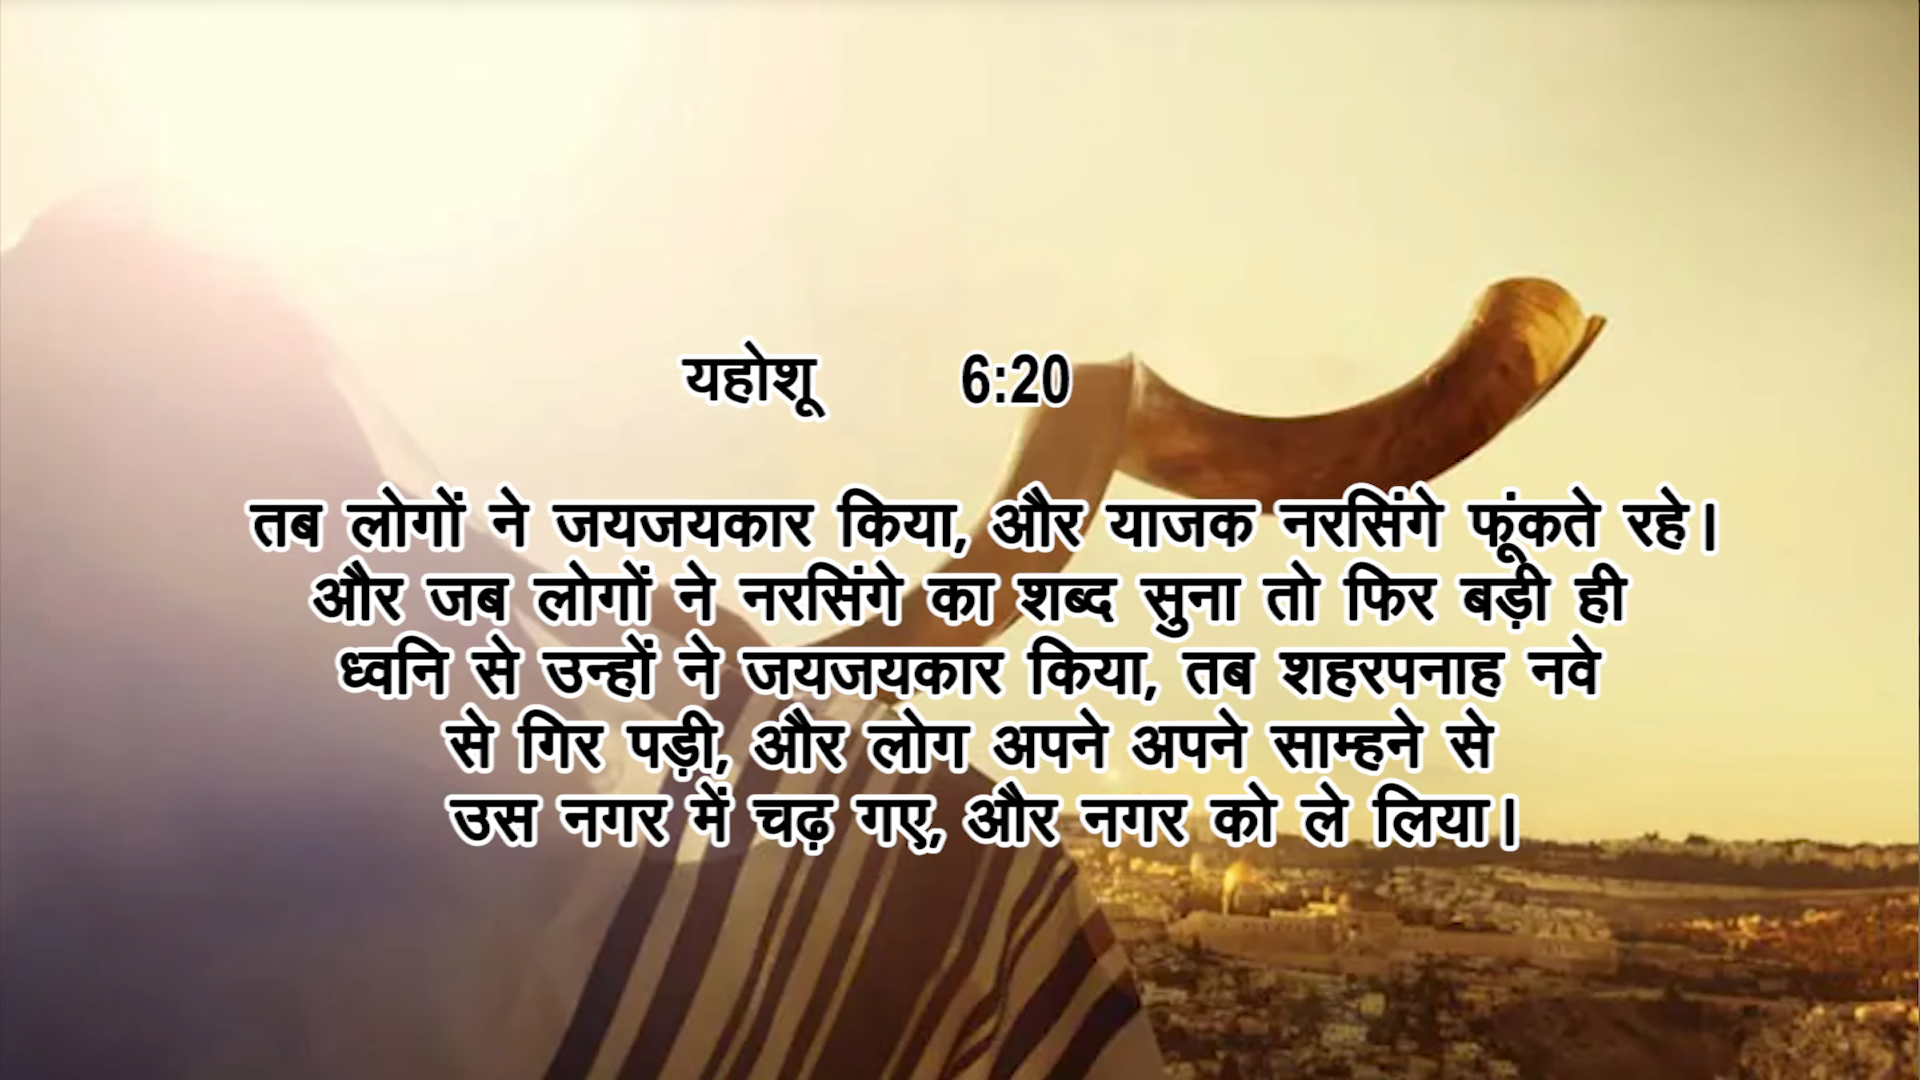 यहोशू 6:20
तब लोगों ने जयजयकार किया, और याजक नरसिंगे फूंकते रहे।
और जब लोगों ने नरसिंगे का शब्द सुना तो फिर बड़ी ही
ध्वनि से उन्हों ने जयजयकार किया, तब शहरपनाह नवे
से गिर पड़ी, और लोग अपने अपने साम्हने से
उस नगर में चढ़ गए, और नगर को ले लिया।